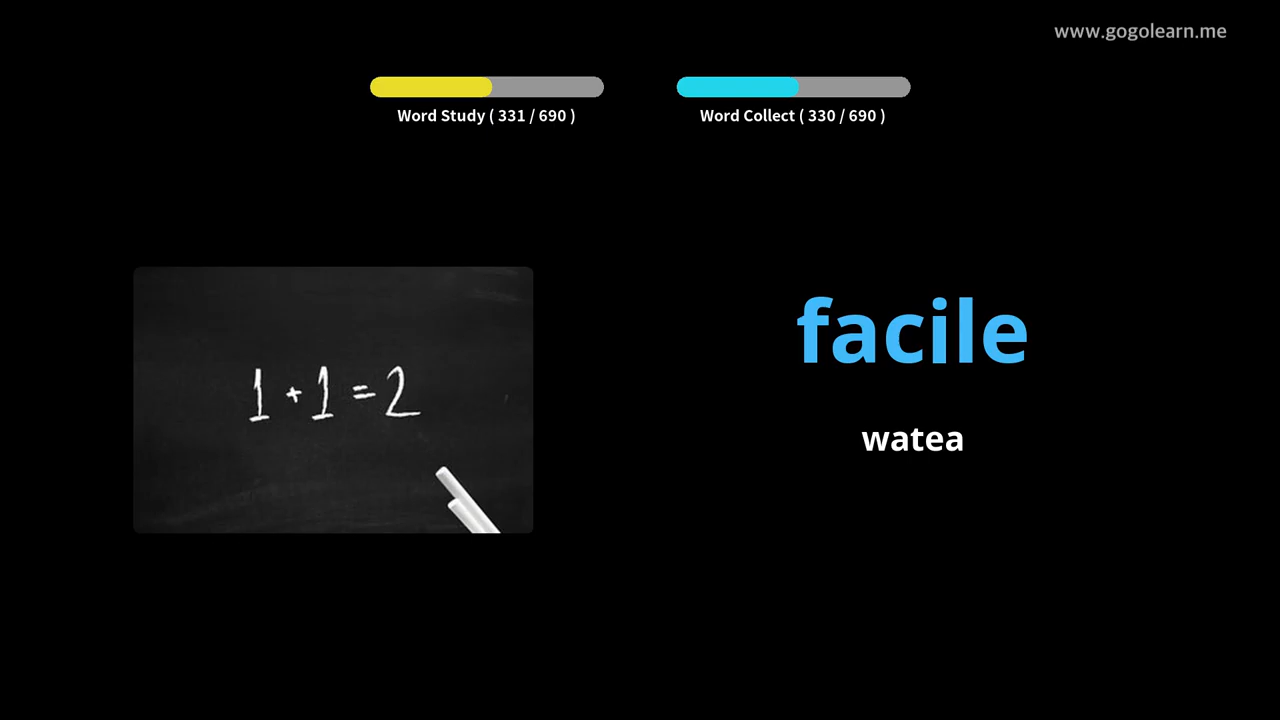 www.gogolearn.me
Word Study ( 331 / 690 )
Word Collect ( 330 / 690 )
1 + 1 = 2
facile
watea